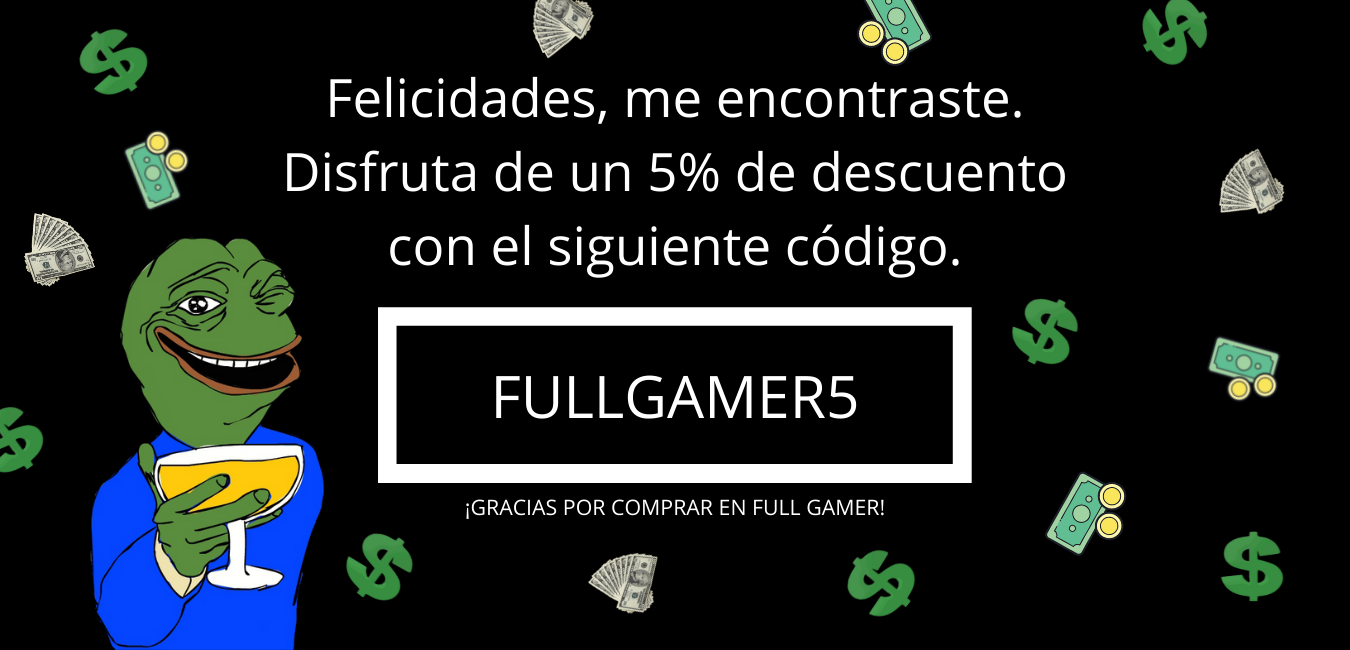 Felicidades, me encontraste.
Disfruta de un 5% de descuento
con el siguiente código.
FULLGAMER5
¡GRACIAS POR COMPRAR EN FULL GAMER!